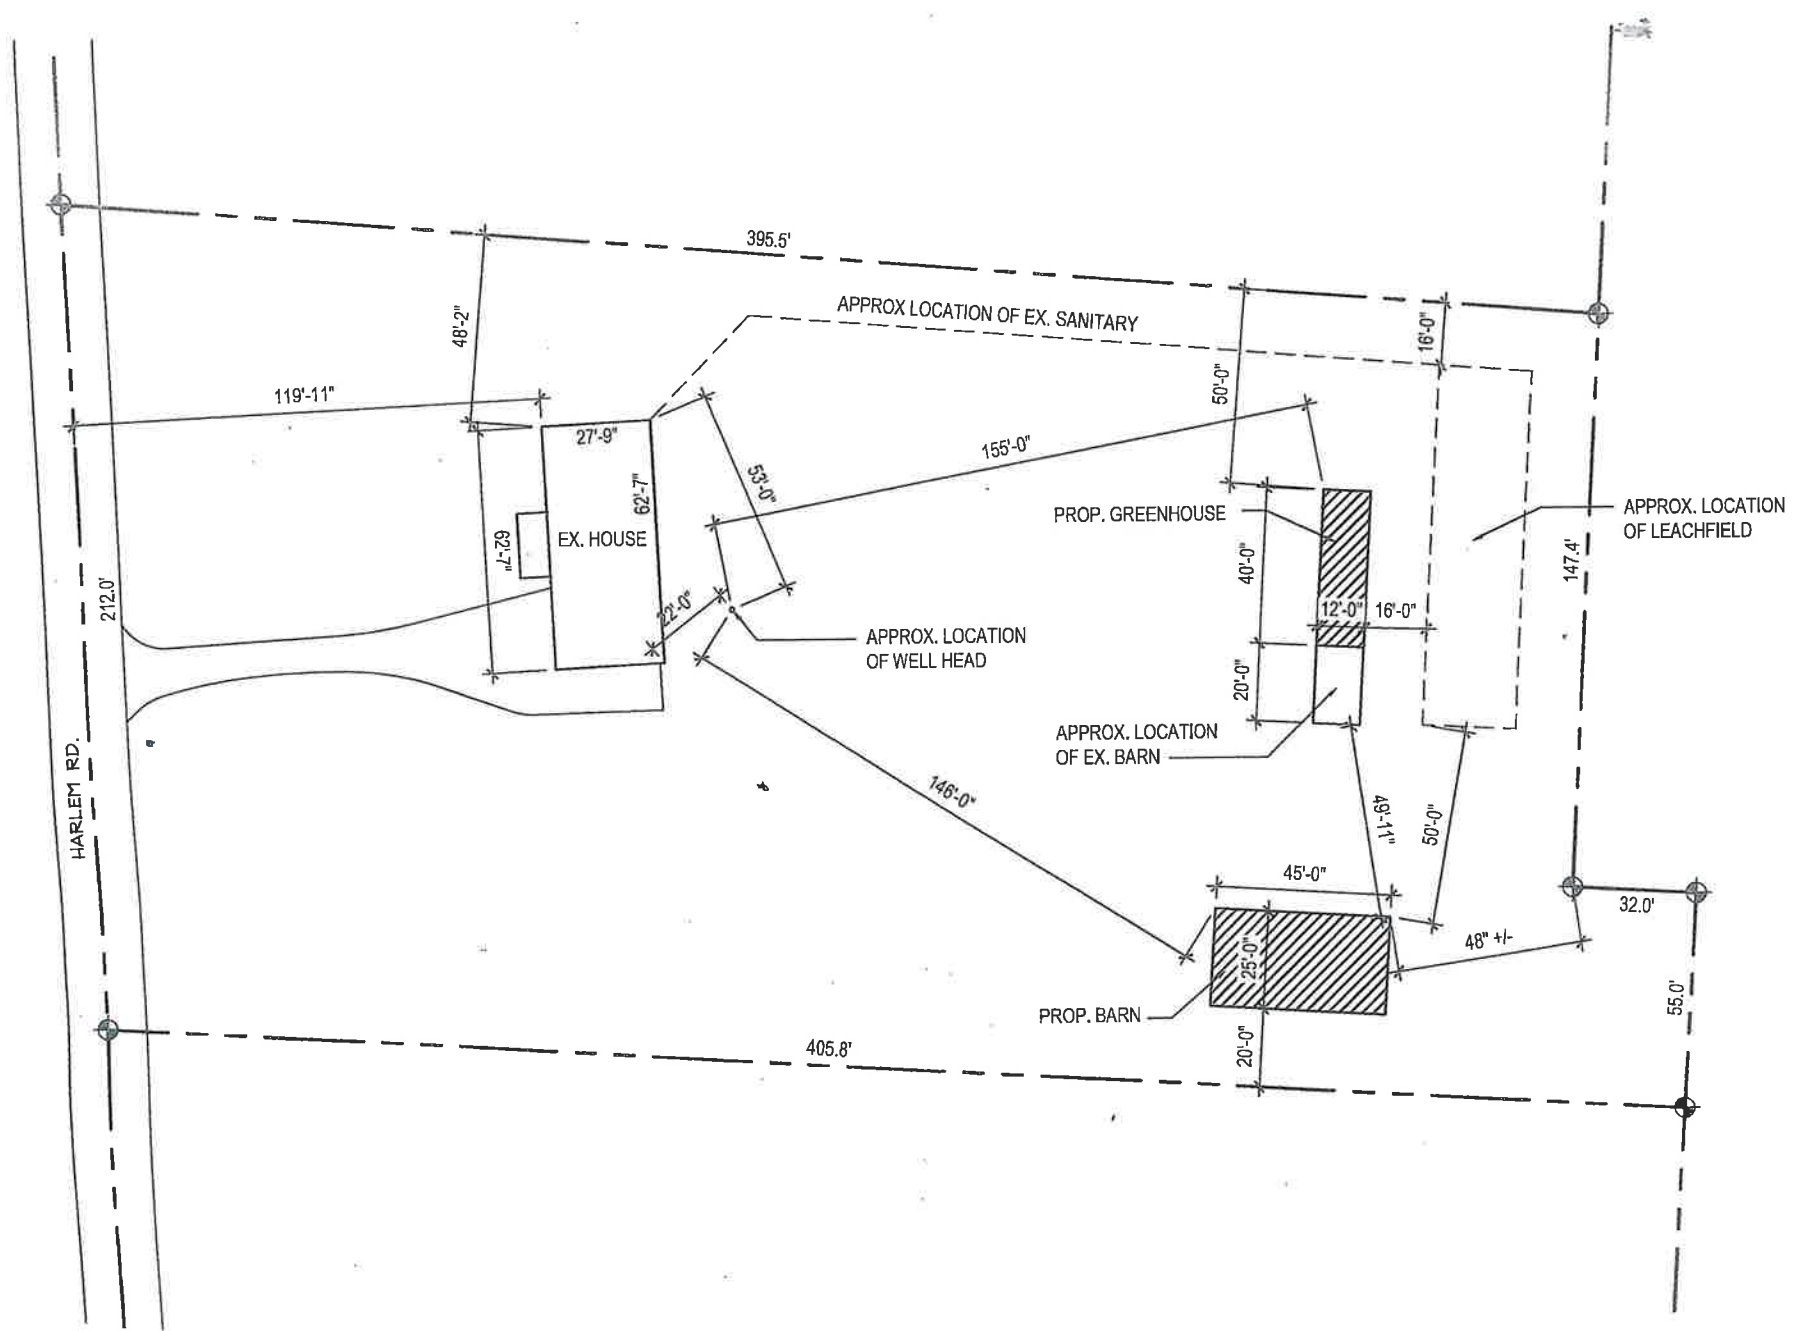 395.5'
APPROX LOCATION OF EX. SANITARY
48'-2"
16'-0"
50'-0"
119'-11"
27'-9"
155'-0"
53'-0"
62'-7"
62'-7"
EX. HOUSE
PROP. GREENHOUSE
APPROX. LOCATION
OF LEACHFIELD
40'-0"
147.4'
212.0'
22'-0"
12'-0"
16'-0"
APPROX. LOCATION
OF WELL HEAD
20'-0"
APPROX. LOCATION
OF EX. BARN
HARLEM RD.
146'-0"
49'-11"
50'-0"
45'-0"
32.0'
48" +/-
25'-0"
PROP. BARN
55.0'
20'-0"
405.8'